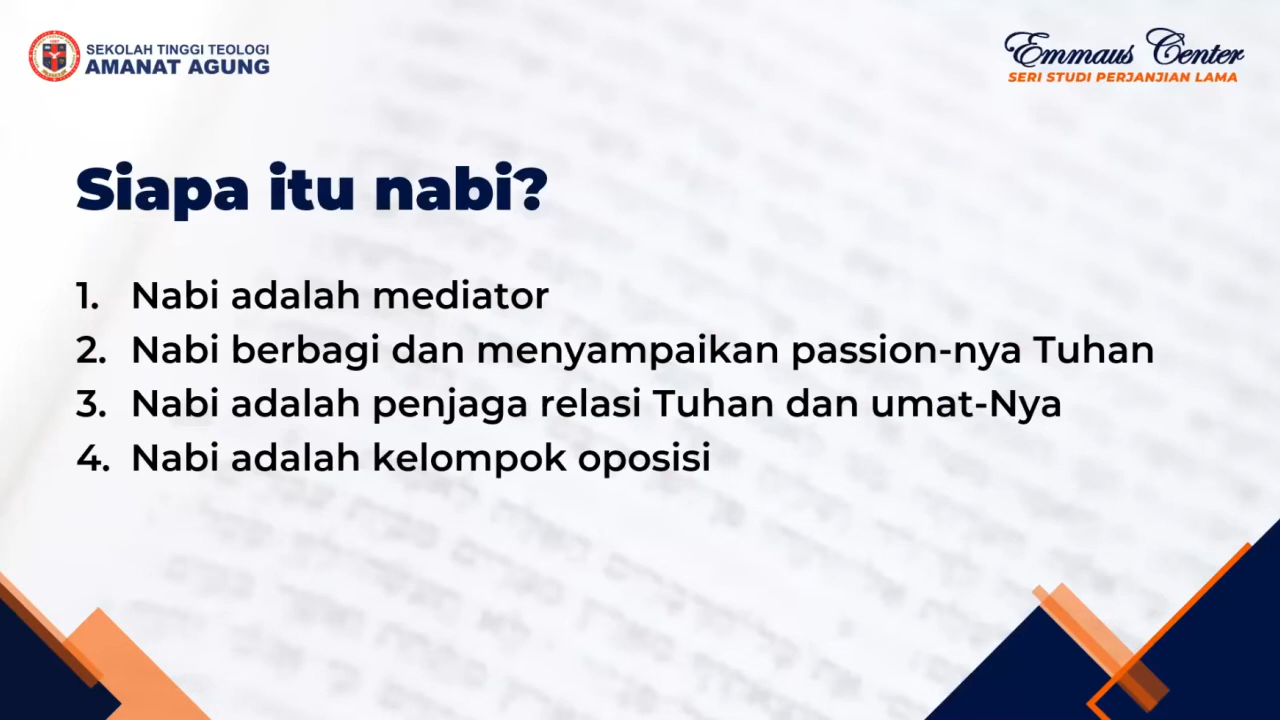 SEKOLAH TINGGI TEOLOGI
AMANAT AGUNG
Emmaus Center
SERI STUDI PERJANJIAN LAMA
Siapa itu nabi?
1. Nabi adalah mediator
2. Nabi berbagi dan menyampaikan passion-nya Tuhan
3. Nabi adalah penjaga relasi Tuhan dan umat-Nya
4. Nabi adalah kelompok oposisi